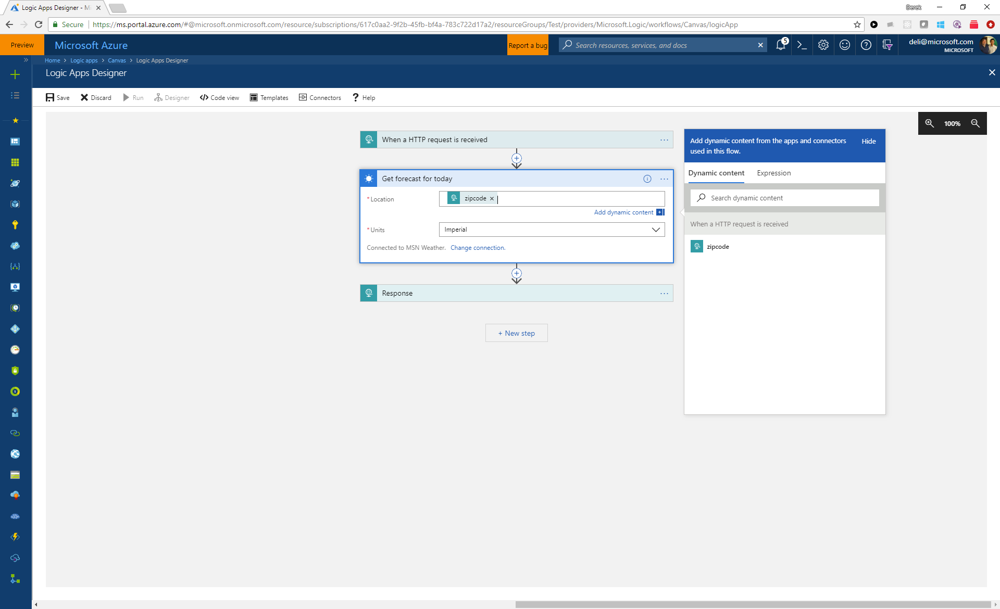 Logic Apps Designer - Mi
Derek
Secure
https://ms.portal.azure.com/#@microsoft.onmicrosoft.com/resource/subscriptions/617c0aa2-9f2b-45fb-bf4a-783c722d17a2/resourceGroups/Test/providers/Microsoft.Logic/workflows/Canvas/logicApp
Preview
Microsoft Azure
Report a bug
Search resources, services, and docs
5
deli@microsoft.com
MICROSOFT
Home > Logic apps > Canvas > Logic Apps Designer
Logic Apps Designer
Save Discard Run Designer Code view Templates Connectors Help
100%
When a HTTP request is received
Get forecast for today
* Location
zipcode
Add dynamic content
* Units
Imperial
Connected to MSN Weather. Change connection.
Response
+ New step
Add dynamic content from the apps and connectors
used in this flow.
Hide
Dynamic content
Expression
Search dynamic content
When a HTTP request is received
zipcode